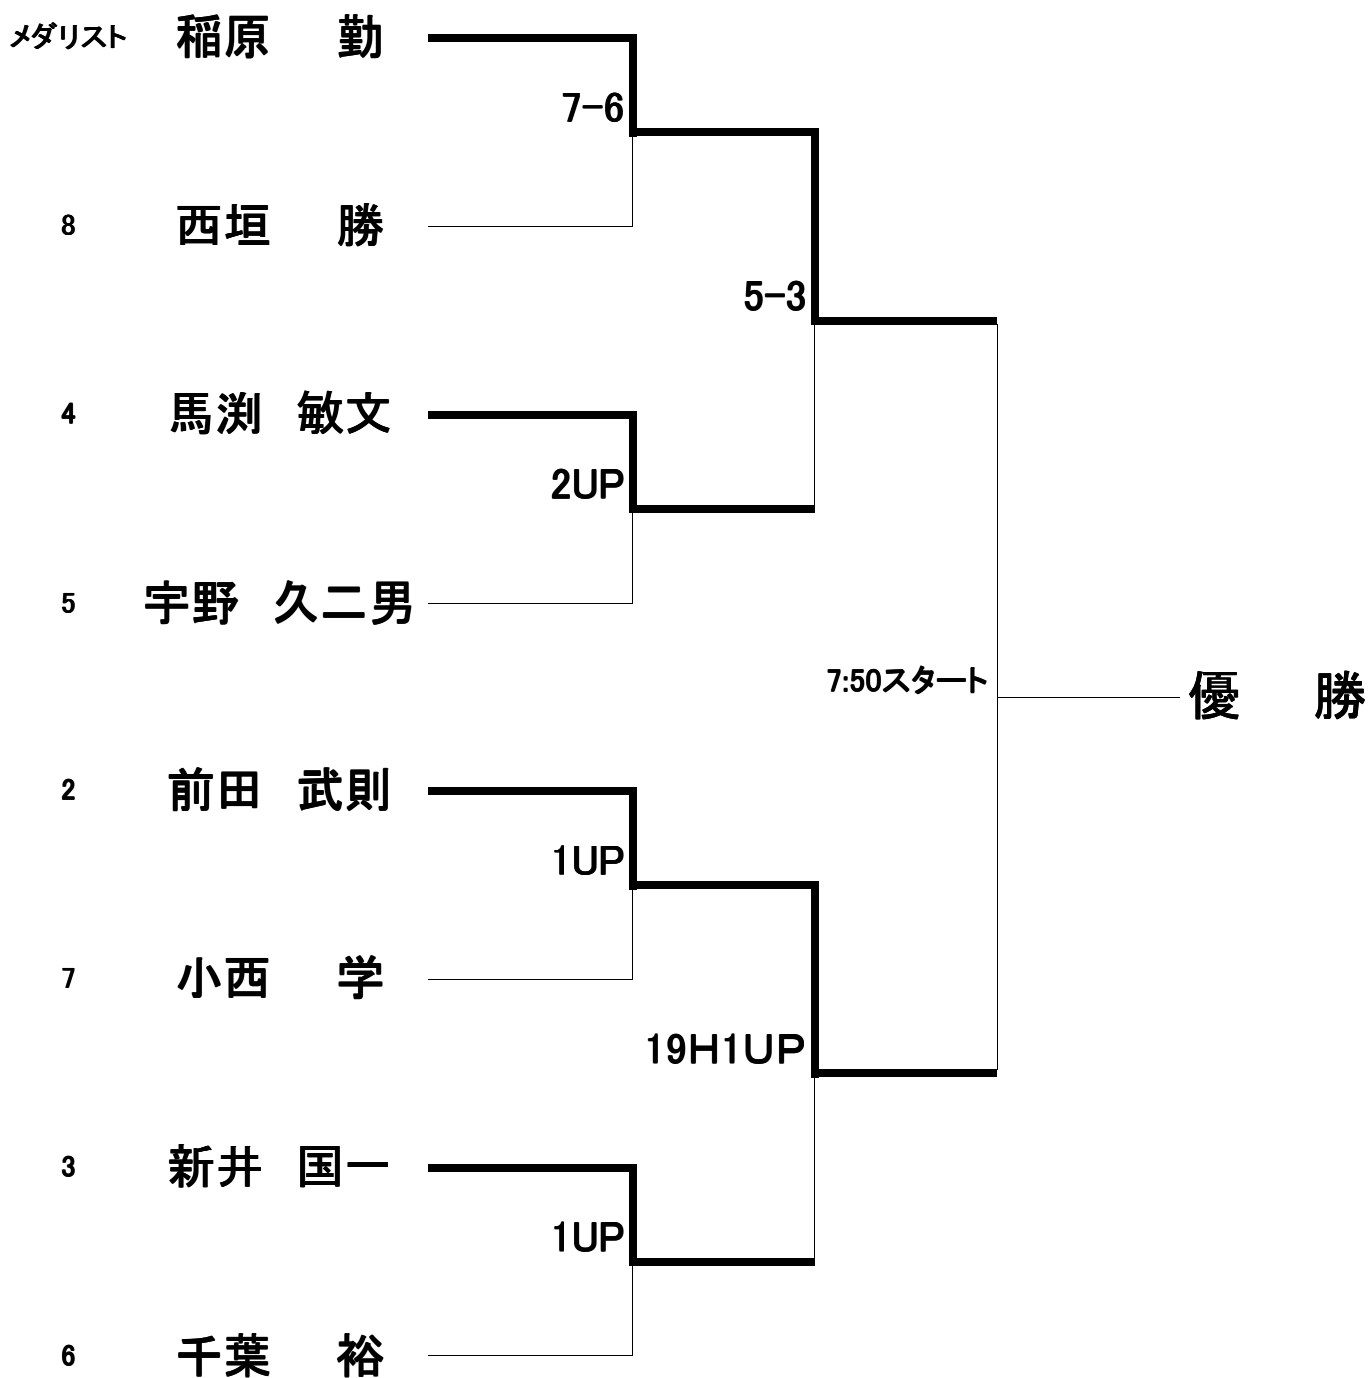 メダリスト 稲原 勤
7-6
8 西垣 勝
5-3
4 馬渕 敏文
2UP
5 宇野 久二男
7:50スタート
優 勝
2 前田 武則
1UP
7 小西 学
19H1UP
3 新井 国一
1UP
6 千葉 裕